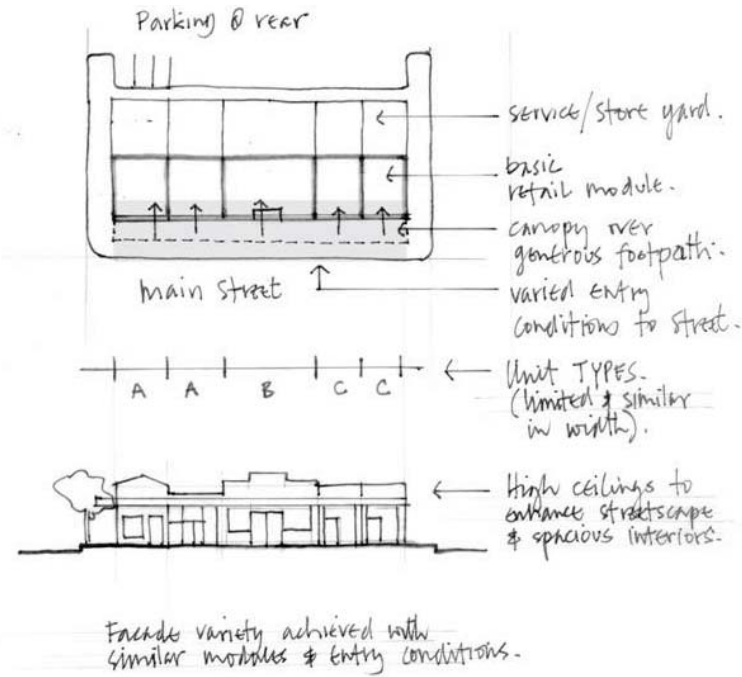 Parking @ rear
service/store yard.
basic
retail module.
canopy over
generous footpath.
main street
varied entry
conditions to street.
A A B C C
Unit TYPES.
(limited & similar
in width).
High ceilings to
enhance streetscape
& spacious interiors.
Facade variety achieved with
similar modules & entry conditions.